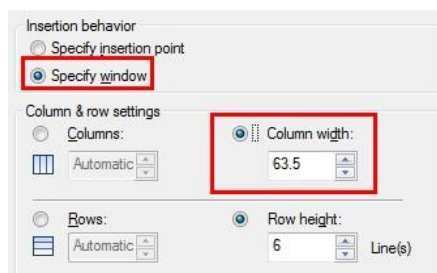 Insertion behavior
Specify insertion point
Specify window
Column & row settings
Columns: Column width:
Automatic 63.5
Rows: Row height:
Automatic 6 Line(s)